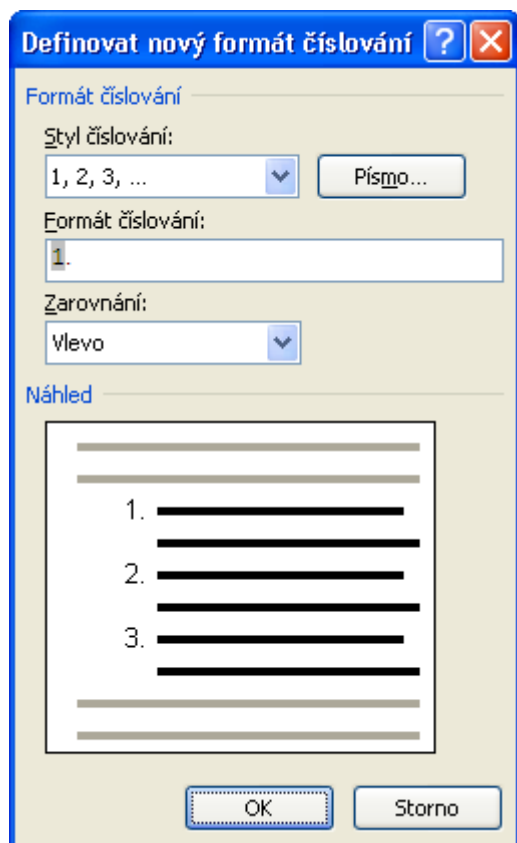 Definovat nový formát číslování
Formát číslování
Styl číslování:
1, 2, 3, ...
Písmo...
Formát číslování:
1.
Zarovnání:
Vlevo
Náhled
1.
2.
3.
OK
Storno